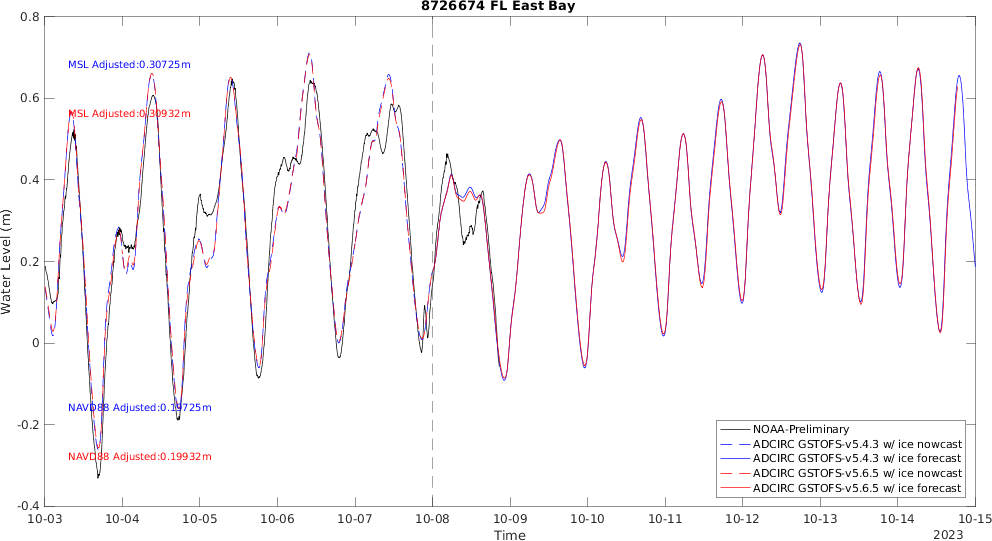 8726674 FL East Bay
0.8
0.6
0.4
0.2
0
-0.2
-0.4
Water Level (m)
MSL Adjusted:0.30725m
MSL Adjusted:0.30932m
NAVD88 Adjusted:0.19725m
NAVD88 Adjusted:0.19932m
NOAA-Preliminary
ADCIRC GSTOFS-v5.4.3 w/ ice nowcast
ADCIRC GSTOFS-v5.4.3 w/ ice forecast
ADCIRC GSTOFS-v5.6.5 w/ ice nowcast
ADCIRC GSTOFS-v5.6.5 w/ ice forecast
10-03 10-04 10-05 10-06 10-07 10-08 10-09 10-10 10-11 10-12 10-13 10-14 10-15
Time
2023